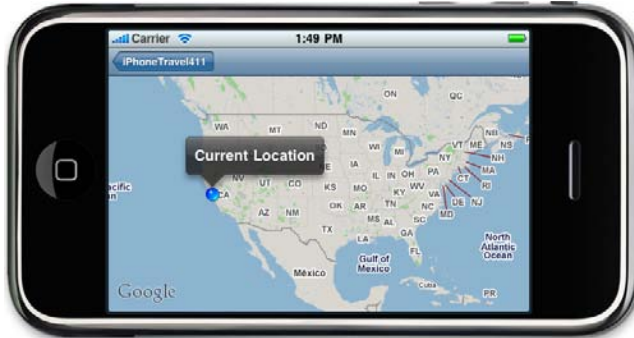 Carrier 1:49 PM
iPhoneTravel411
ON QC
WA MT ND MN NB
WI MI VT ME NS
Current Location
NY NH
IA MA
NV UT CO KS MO IL IN OH PA CT RI
CA KY WV VA
AZ NM OK AR TN NC DE NJ
MS AL SC MD
TX LA GA
FL
North
Atlantic
Ocean
Gulf of
Mexico
México
Cuba
PR
Google